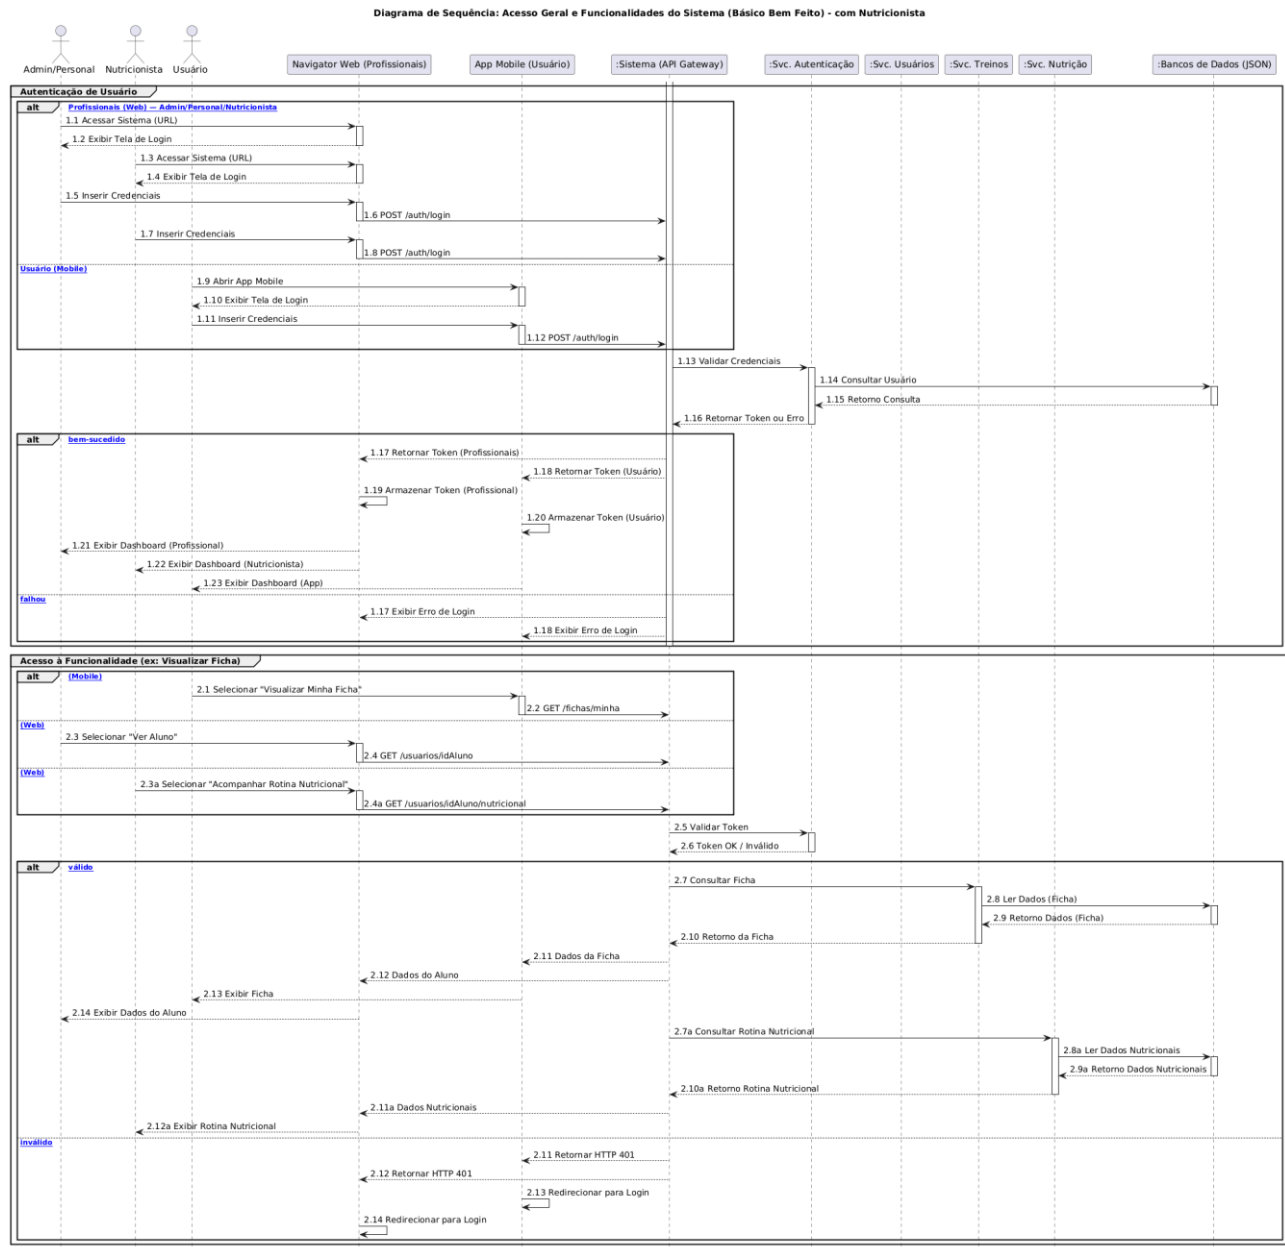 Diagrama de Sequência: Acesso Geral e Funcionalidades do Sistema (Básico Bem Feito) - com Nutricionista
Admin/Personal
Nutricionista
Usuário
Navigator Web (Profissionais)
App Mobile (Usuário)
:Sistema (API Gateway)
:Svc. Autenticação
:Svc. Usuários
:Svc. Treinos
:Svc. Nutrição
:Bancos de Dados (JSON)
Autenticação de Usuário
alt
Profissionais (Web) — Admin/Personal/Nutricionista
1.1 Acessar Sistema (URL)
1.2 Exibir Tela de Login
1.3 Acessar Sistema (URL)
1.4 Exibir Tela de Login
1.5 Inserir Credenciais
1.6 POST /auth/login
1.7 Inserir Credenciais
1.8 POST /auth/login
Usuário (Mobile)
1.9 Abrir App Mobile
1.10 Exibir Tela de Login
1.11 Inserir Credenciais
1.12 POST /auth/login
1.13 Validar Credenciais
1.14 Consultar Usuário
1.15 Retorno Consulta
1.16 Retornar Token ou Erro
alt
bem-sucedido
1.17 Retornar Token (Profissionais)
1.18 Retornar Token (Usuário)
1.19 Armazenar Token (Profissional)
1.20 Armazenar Token (Usuário)
1.21 Exibir Dashboard (Profissional)
1.22 Exibir Dashboard (Nutricionista)
1.23 Exibir Dashboard (App)
falhou
1.17 Exibir Erro de Login
1.18 Exibir Erro de Login
Acesso à Funcionalidade (ex: Visualizar Ficha)
alt
(Mobile)
2.1 Selecionar "Visualizar Minha Ficha"
2.2 GET /fichas/minha
(Web)
2.3 Selecionar "Ver Aluno"
2.4 GET /usuarios/idAluno
(Web)
2.3a Selecionar "Acompanhar Rotina Nutricional"
2.4a GET /usuarios/idAluno/nutricional
2.5 Validar Token
2.6 Token OK / Inválido
alt
válido
2.7 Consultar Ficha
2.8 Ler Dados (Ficha)
2.9 Retorno Dados (Ficha)
2.10 Retorno da Ficha
2.11 Dados da Ficha
2.12 Dados do Aluno
2.13 Exibir Ficha
2.14 Exibir Dados do Aluno
2.7a Consultar Rotina Nutricional
2.8a Ler Dados Nutricionais
2.9a Retorno Dados Nutricionais
2.10a Retorno Rotina Nutricional
2.11a Dados Nutricionais
2.12a Exibir Rotina Nutricional
inválido
2.11 Retornar HTTP 401
2.12 Retornar HTTP 401
2.13 Redirecionar para Login
2.14 Redirecionar para Login